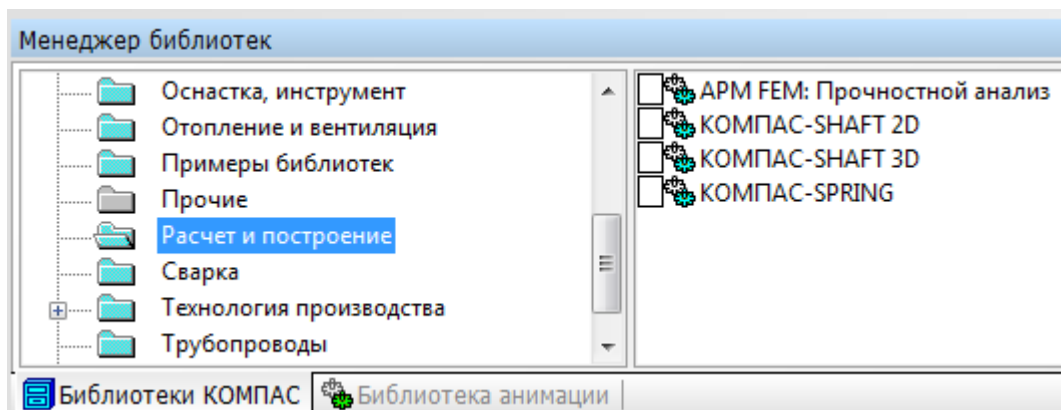 Менеджер библиотек
Оснастка, инструмент
Отопление и вентиляция
Примеры библиотек
Прочие
Расчет и построение
Сварка
Технология производства
Трубопроводы
APM FEM: Прочностной анализ
КОМПАС-SHAFT 2D
КОМПАС-SHAFT 3D
КОМПАС-SPRING
Библиотеки КОМПАС
Библиотека анимации